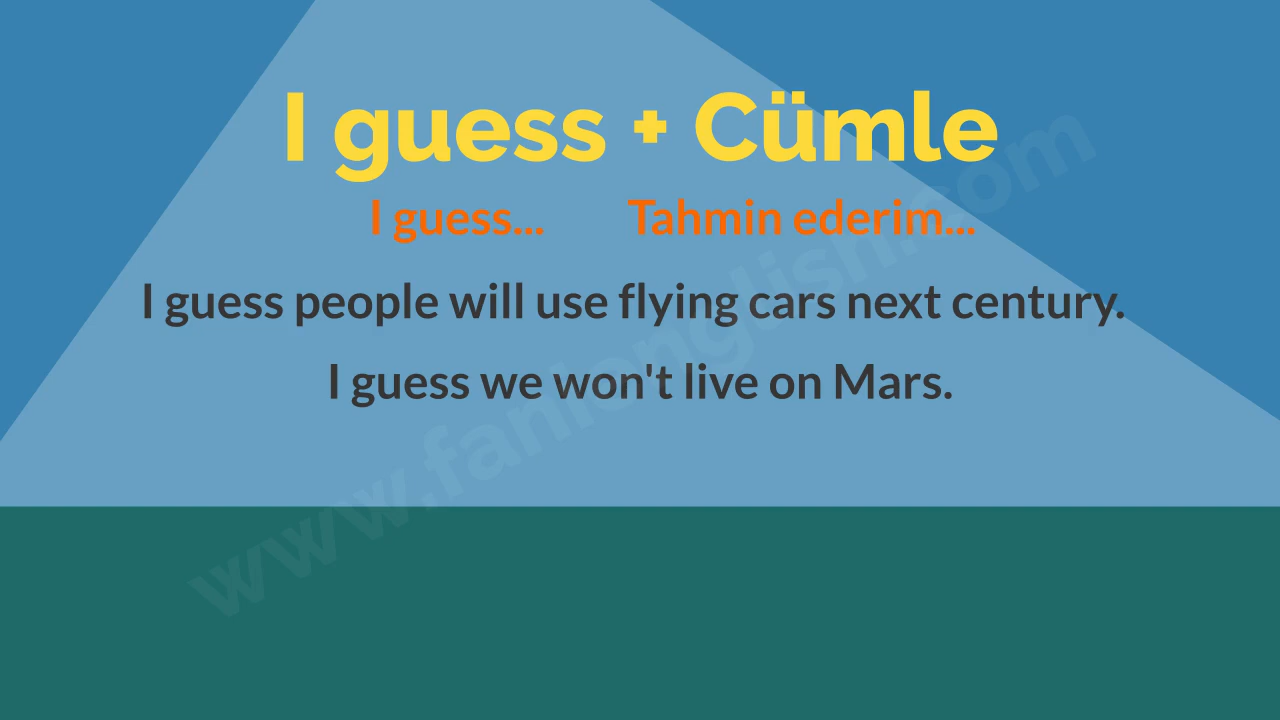 I guess + Cümle
I guess... Tahmin ederim...
I guess people will use flying cars next century.
I guess we won't live on Mars.
www.fanlenglish.com